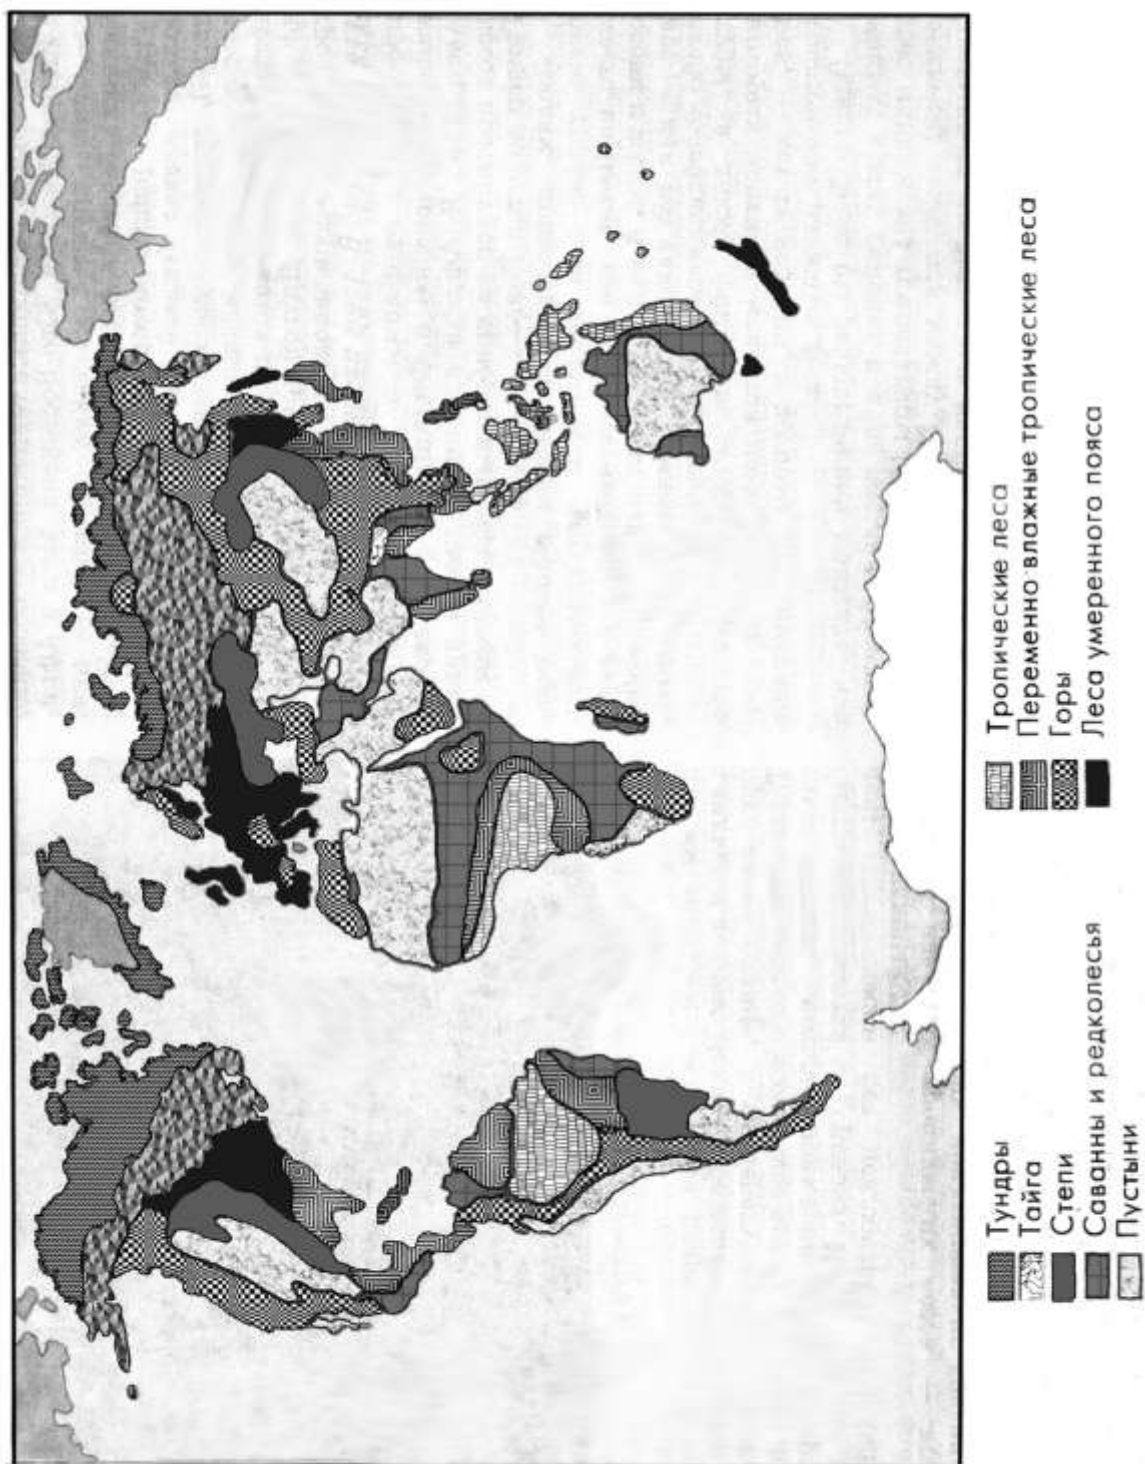 Тундры
Тайга
Степи
Саванны и редколесья
Пустыни
Тропические леса
Переменно влажные тропические леса
Горы
Леса умеренного пояса